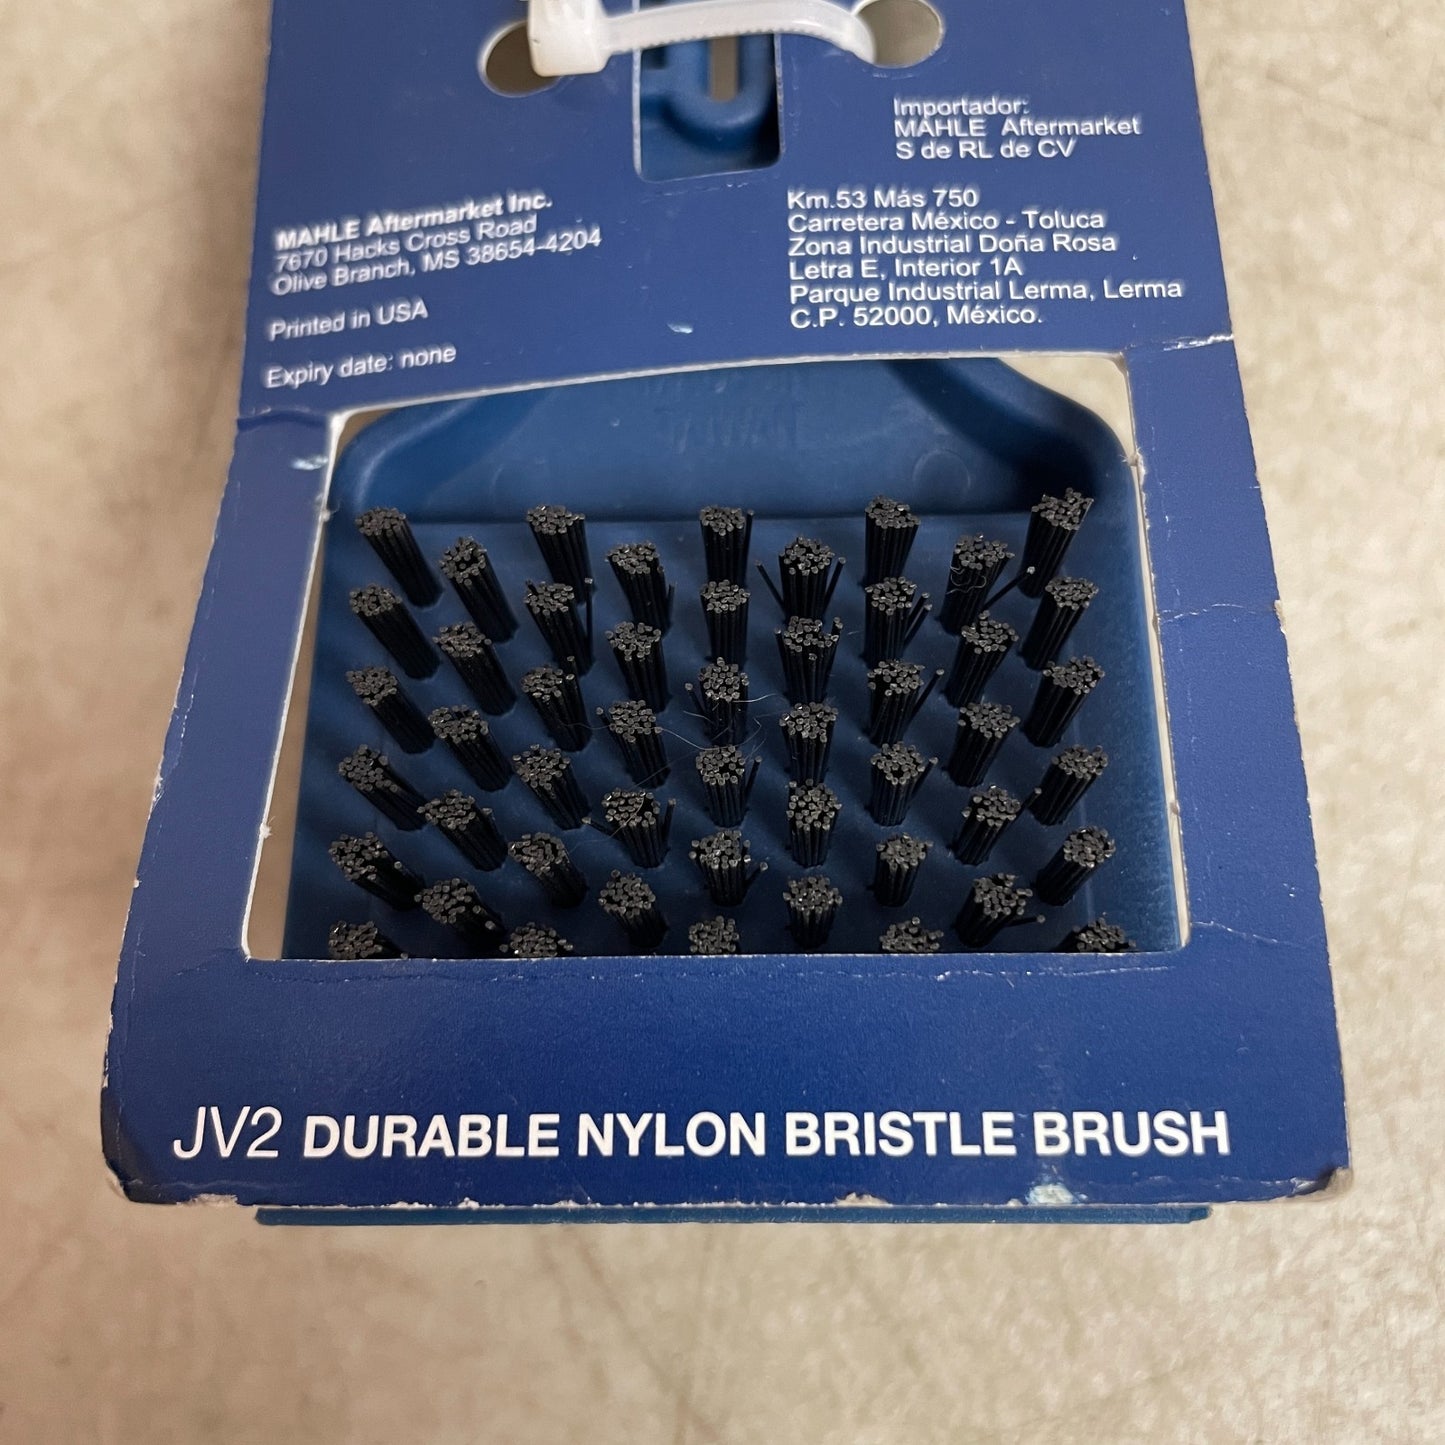 MAHLE Aftermarket Inc.
7670 Hacks Cross Road
Olive Branch, MS 38654-4204
Printed in USA
Expiry date: none
Importador:
MAHLE Aftermarket
S de RL de CV
Km.53 Más 750
Carretera México - Toluca
Zona Industrial Doña Rosa
Letra E, Interior 1A
Parque Industrial Lerma, Lerma
C.P. 52000, México.
JV2 DURABLE NYLON BRISTLE BRUSH